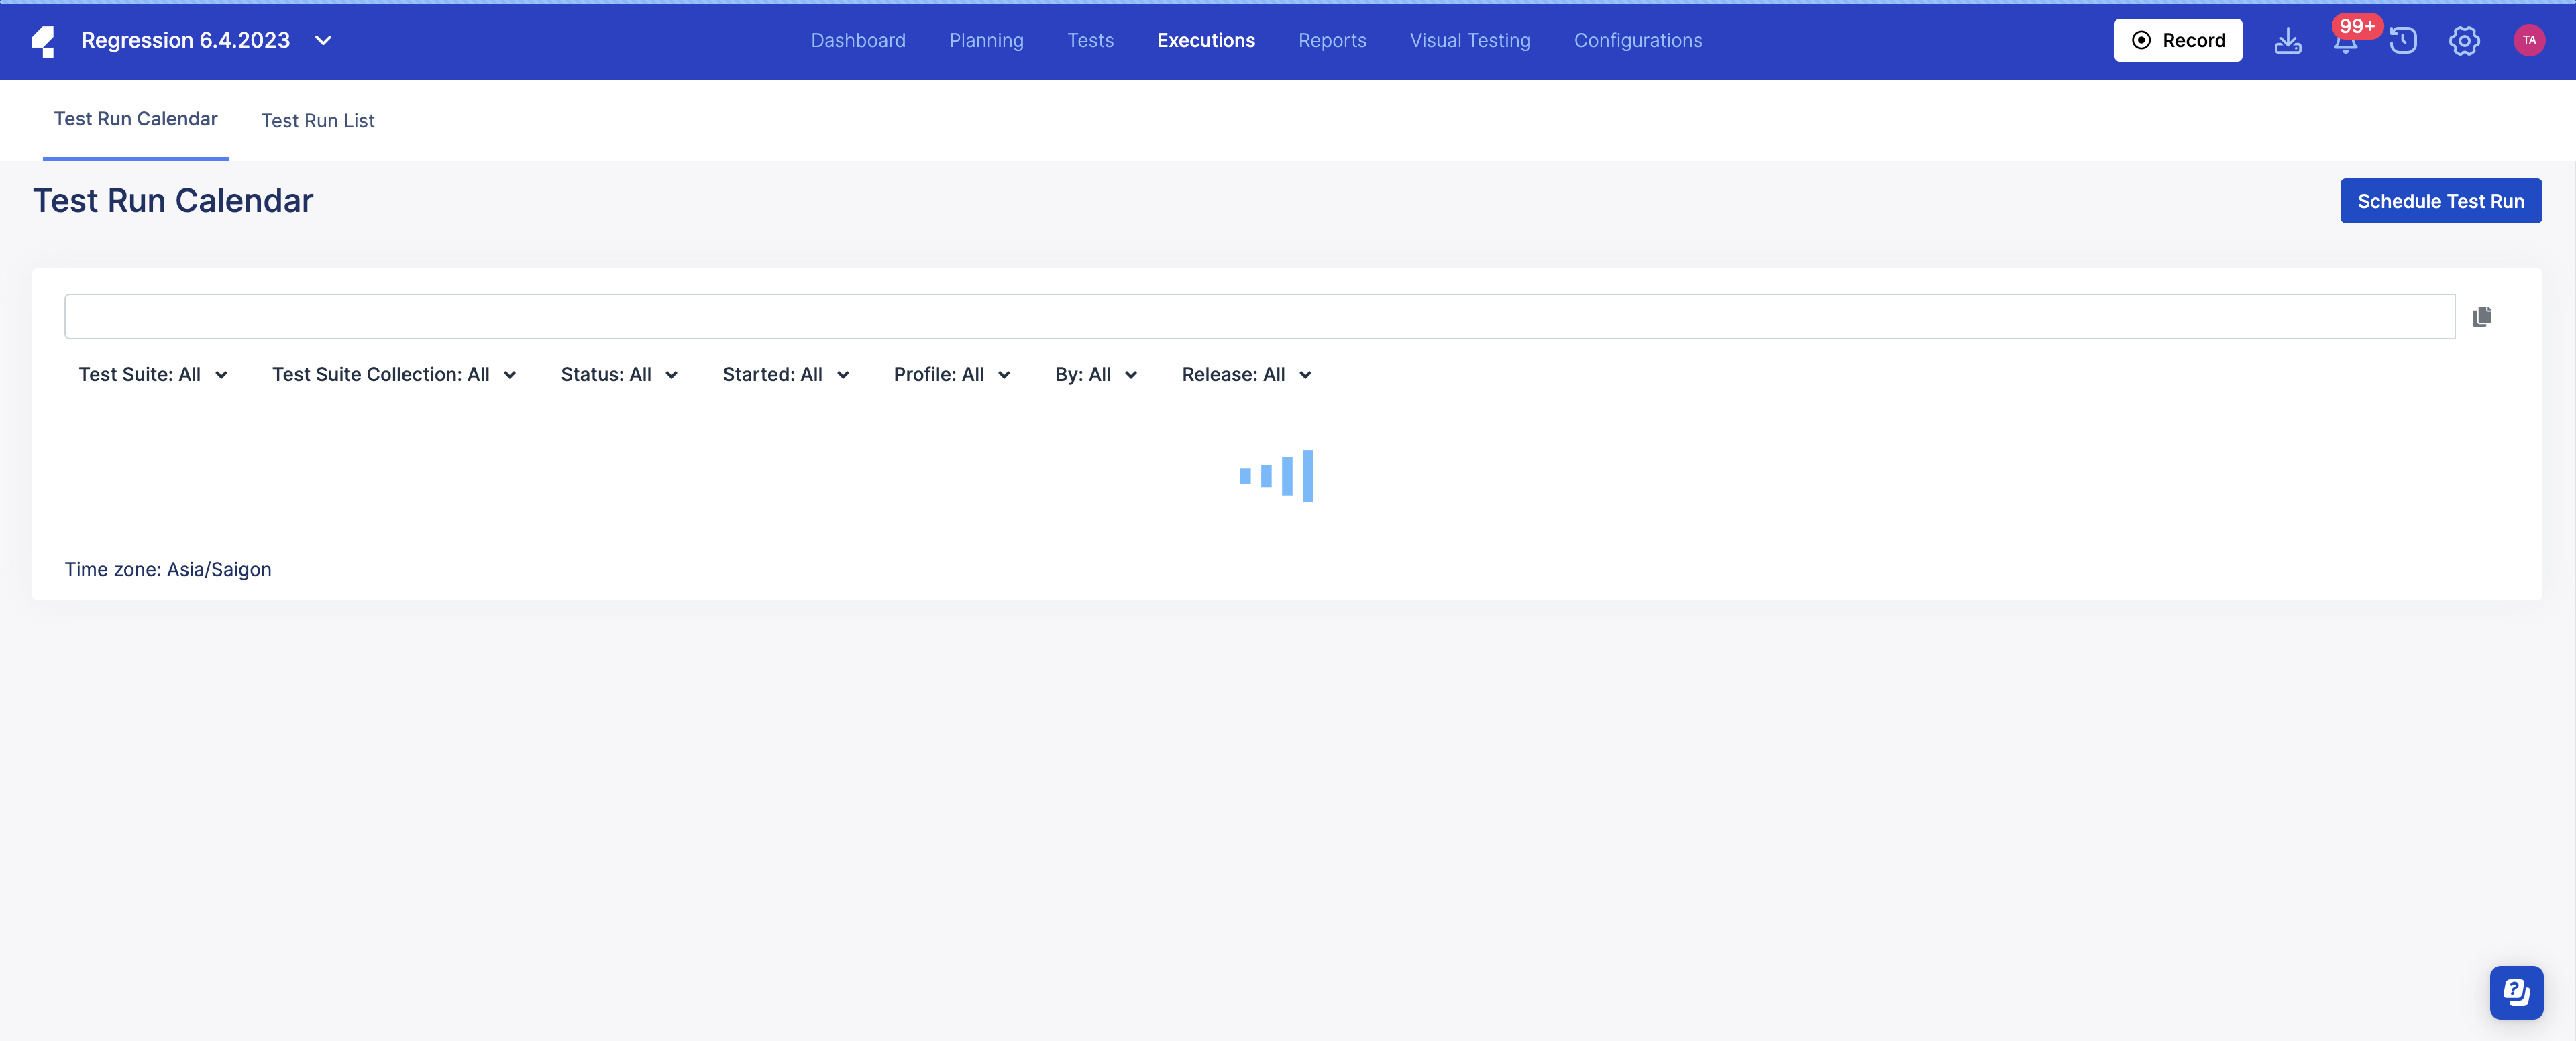 Regression 6.4.2023
Dashboard Planning Tests Executions Reports Visual Testing Configurations
Record
99+
TA
Test Run Calendar Test Run List
Test Run Calendar
Schedule Test Run
Test Suite: All Test Suite Collection: All Status: All Started: All Profile: All By: All Release: All
Time zone: Asia/Saigon
?